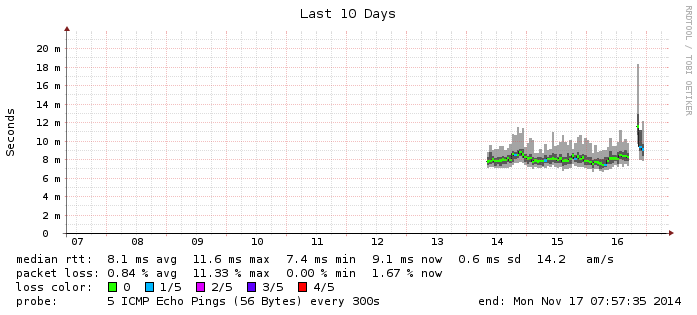 Last 10 Days
RRDTOOL / TOBI OETIKER
Seconds
20 m
18 m
16 m
14 m
12 m
10 m
8 m
6 m
4 m
2 m
0
07 08 09 10 11 12 13 14 15 16
median rtt: 8.1 ms avg 11.6 ms max 7.4 ms min 9.1 ms now 0.6 ms sd 14.2 am/s
packet loss: 0.84 % avg 11.33 % max 0.00 % min 1.67 % now
loss color: 0 1/5 2/5 3/5 4/5
probe: 5 ICMP Echo Pings (56 Bytes) every 300s end: Mon Nov 17 07:57:35 2014